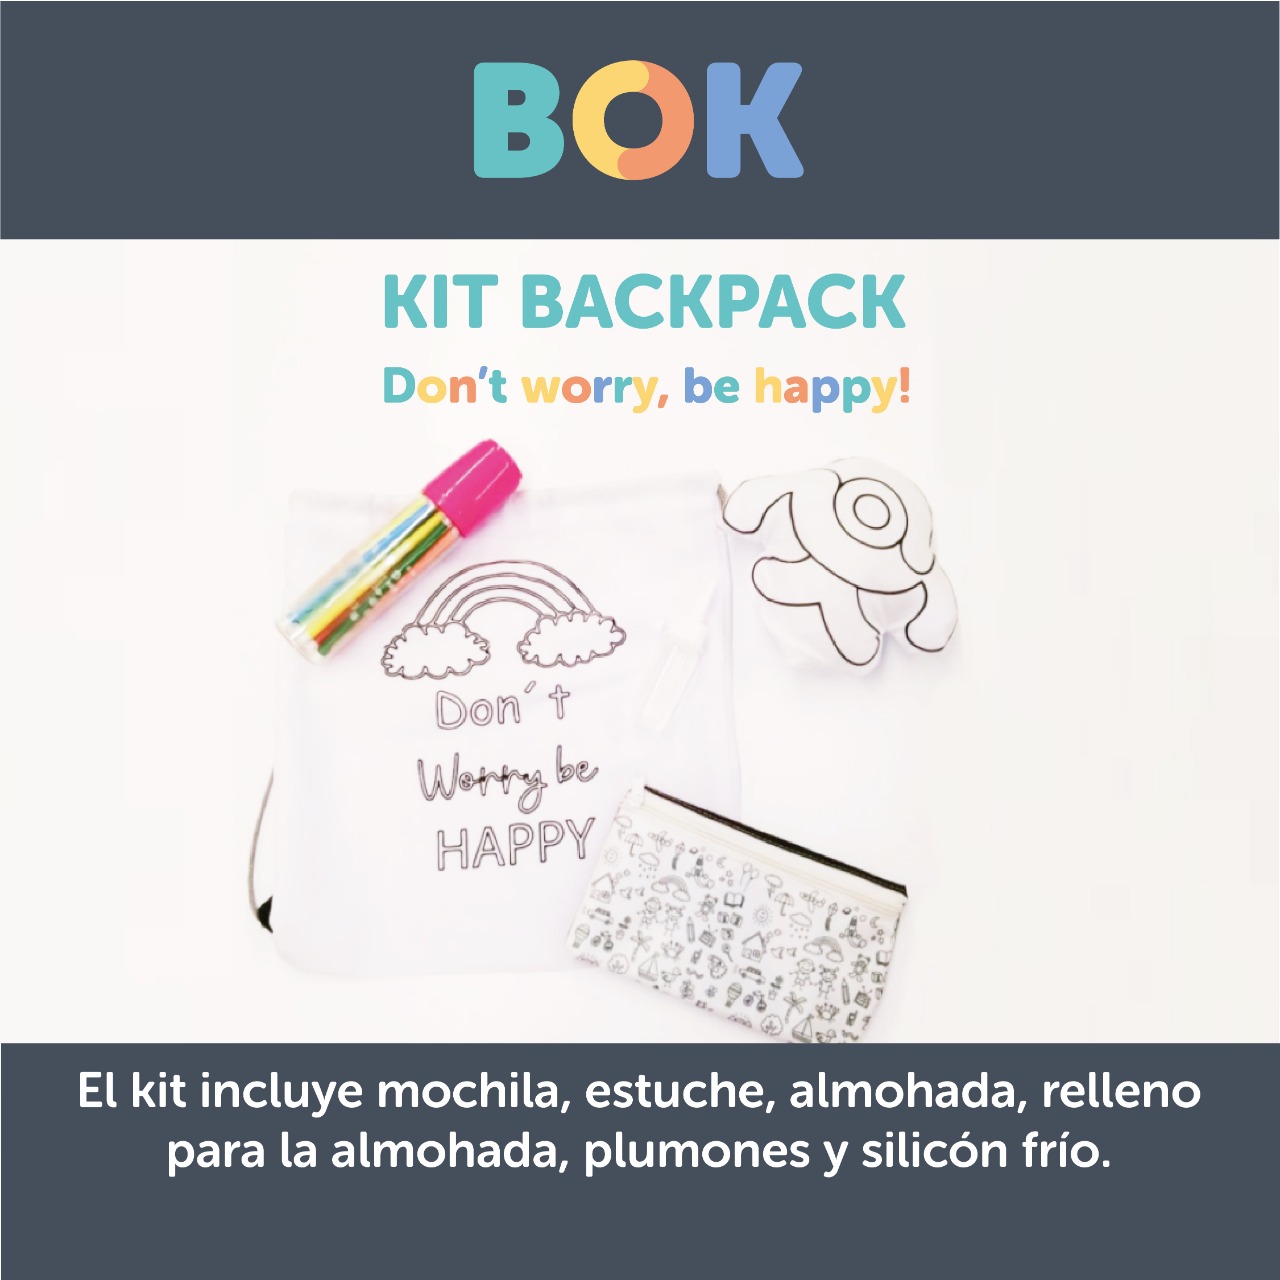 BOK
KIT BACKPACK
Don't worry, be happy!
Don´t
Worry be
HAPPY
El kit incluye mochila, estuche, almohada, relleno
para la almohada, plumones y silicón frío.